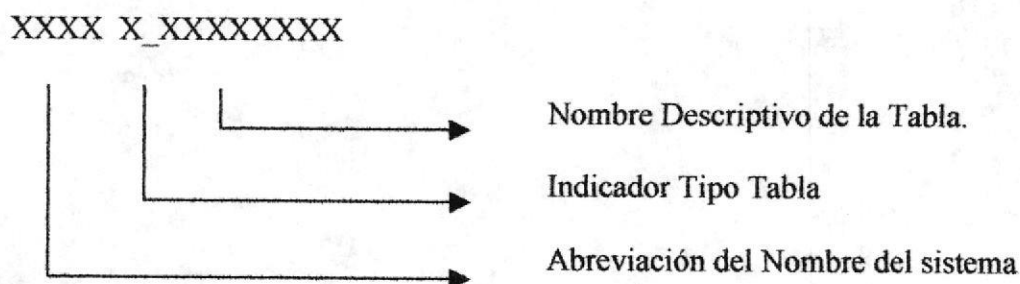 XXXX X_XXXXXXXX
Nombre Descriptivo de la Tabla.
Indicador Tipo Tabla
Abreviación del Nombre del sistema